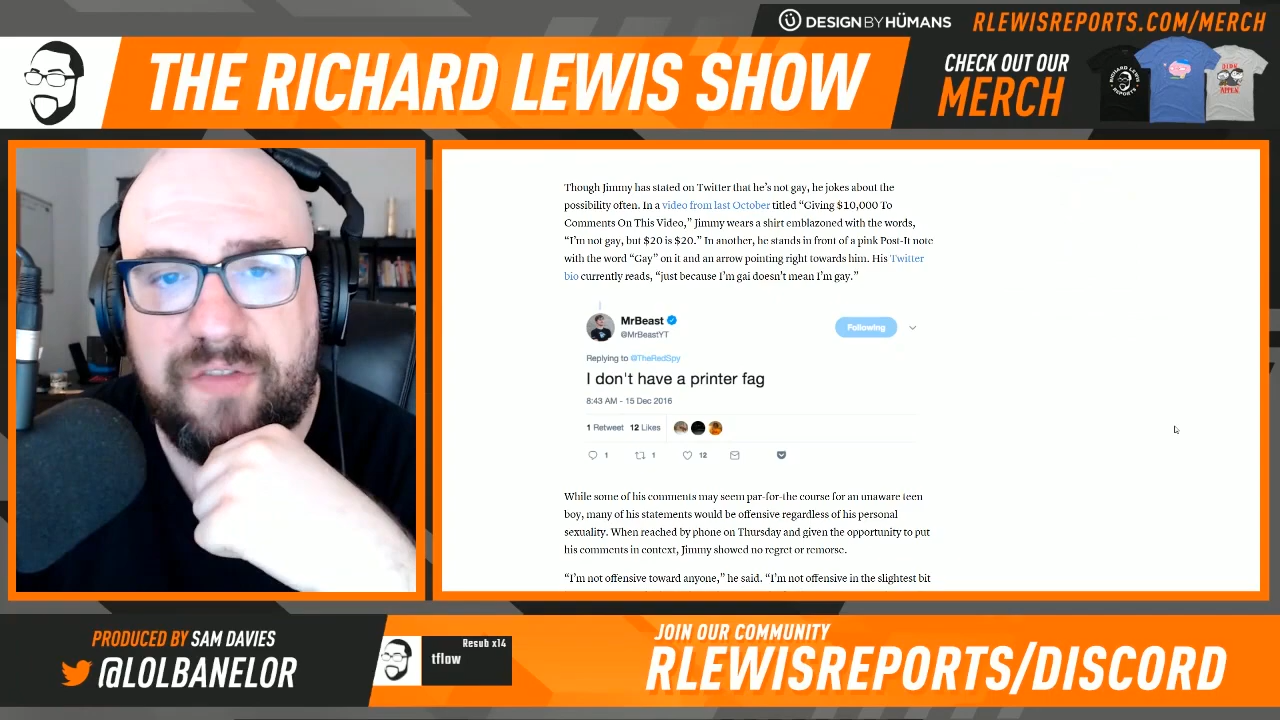 DESIGN BY HÜMANS
RLEWISREPORTS.COM/MERCH
THE RICHARD LEWIS SHOW
CHECK OUT OUR
MERCH
Though Jimmy has stated on Twitter that he's not gay, he jokes about the
possibility often. In a video from last October titled “Giving $10,000 To
Comments On This Video,” Jimmy wears a shirt emblazoned with the words,
“I'm not gay, but $20 is $20.” In another, he stands in front of a pink Post-It note
with the word “Gay” on it and an arrow pointing right towards him. His Twitter
bio currently reads, “just because I'm gai doesn't mean I'm gay.”
MrBeast
@MrBeastYT
Following
Replying to @TheRedSpy
I don't have a printer fag
8:43 AM - 15 Dec 2016
1 Retweet 12 Likes
1 1 12
While some of his comments may seem par-for-the course for an unaware teen
boy, many of his statements would be offensive regardless of his personal
sexuality. When reached by phone on Thursday and given the opportunity to put
his comments in context, Jimmy showed no regret or remorse.
“I'm not offensive toward anyone,” he said. “I'm not offensive in the slightest bit
PRODUCED BY SAM DAVIES
@LOLBANELOR
Resub x14
tflow
JOIN OUR COMMUNITY
RLEWISREPORTS/DISCORD